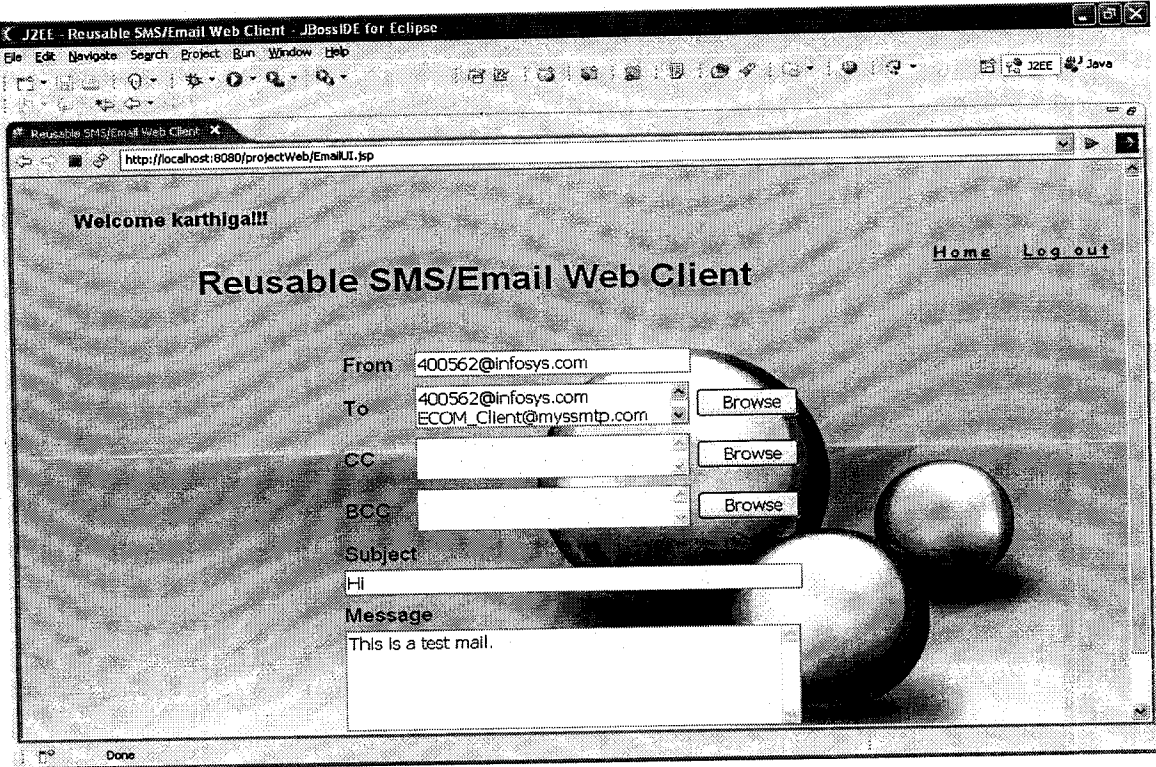 J2EE - Reusable SMS/Email Web Client - JBossIDE for Eclipse
File Edit Navigate Search Project Run Window Help
J2EE Java
Reusable SMS/Email Web Client
http://localhost:8080/projectWeb/EmailUI.jsp
Welcome karthiga!!!
Home Log out
Reusable SMS/Email Web Client
From 400562@infosys.com
To 400562@infosys.com
ECOM_Client@myssmtp.com
Browse
CC Browse
BCC Browse
Subject
Hi
Message
This is a test mail.
Done